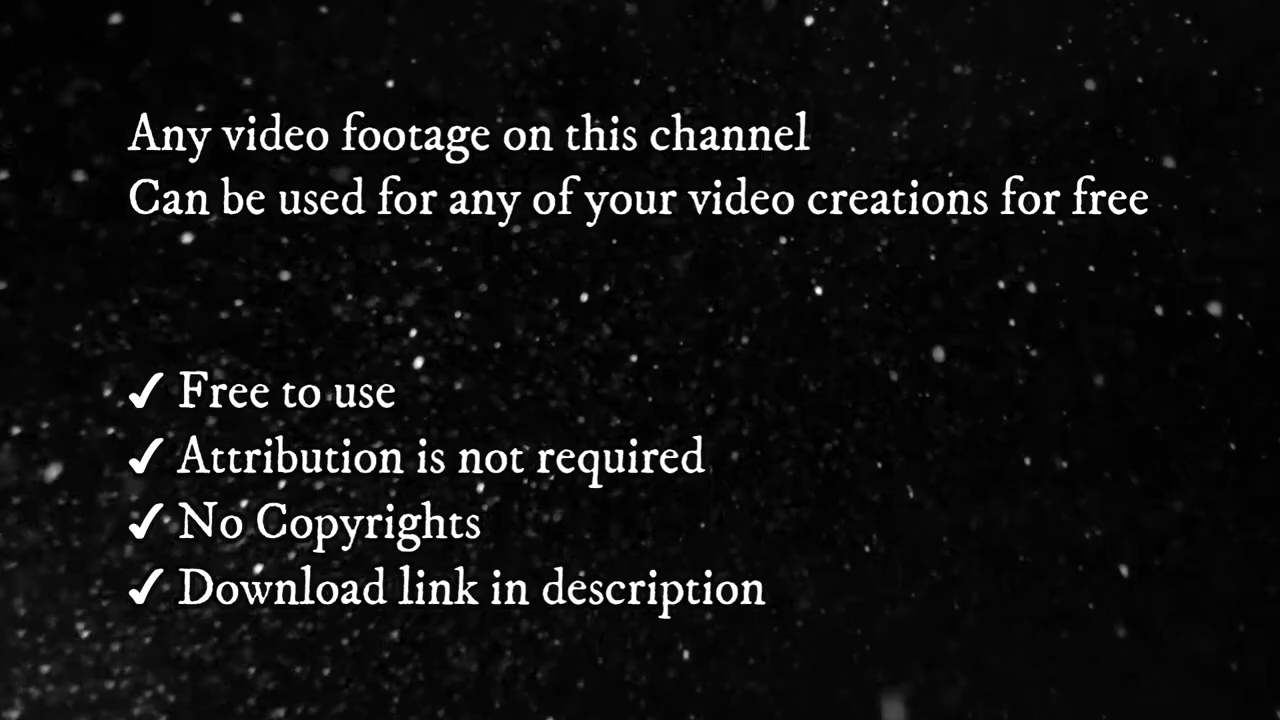 Any video footage on this channel
Can be used for any of your video creations for free
✓ Free to use
✓ Attribution is not required
✓ No Copyrights
✓ Download link in description